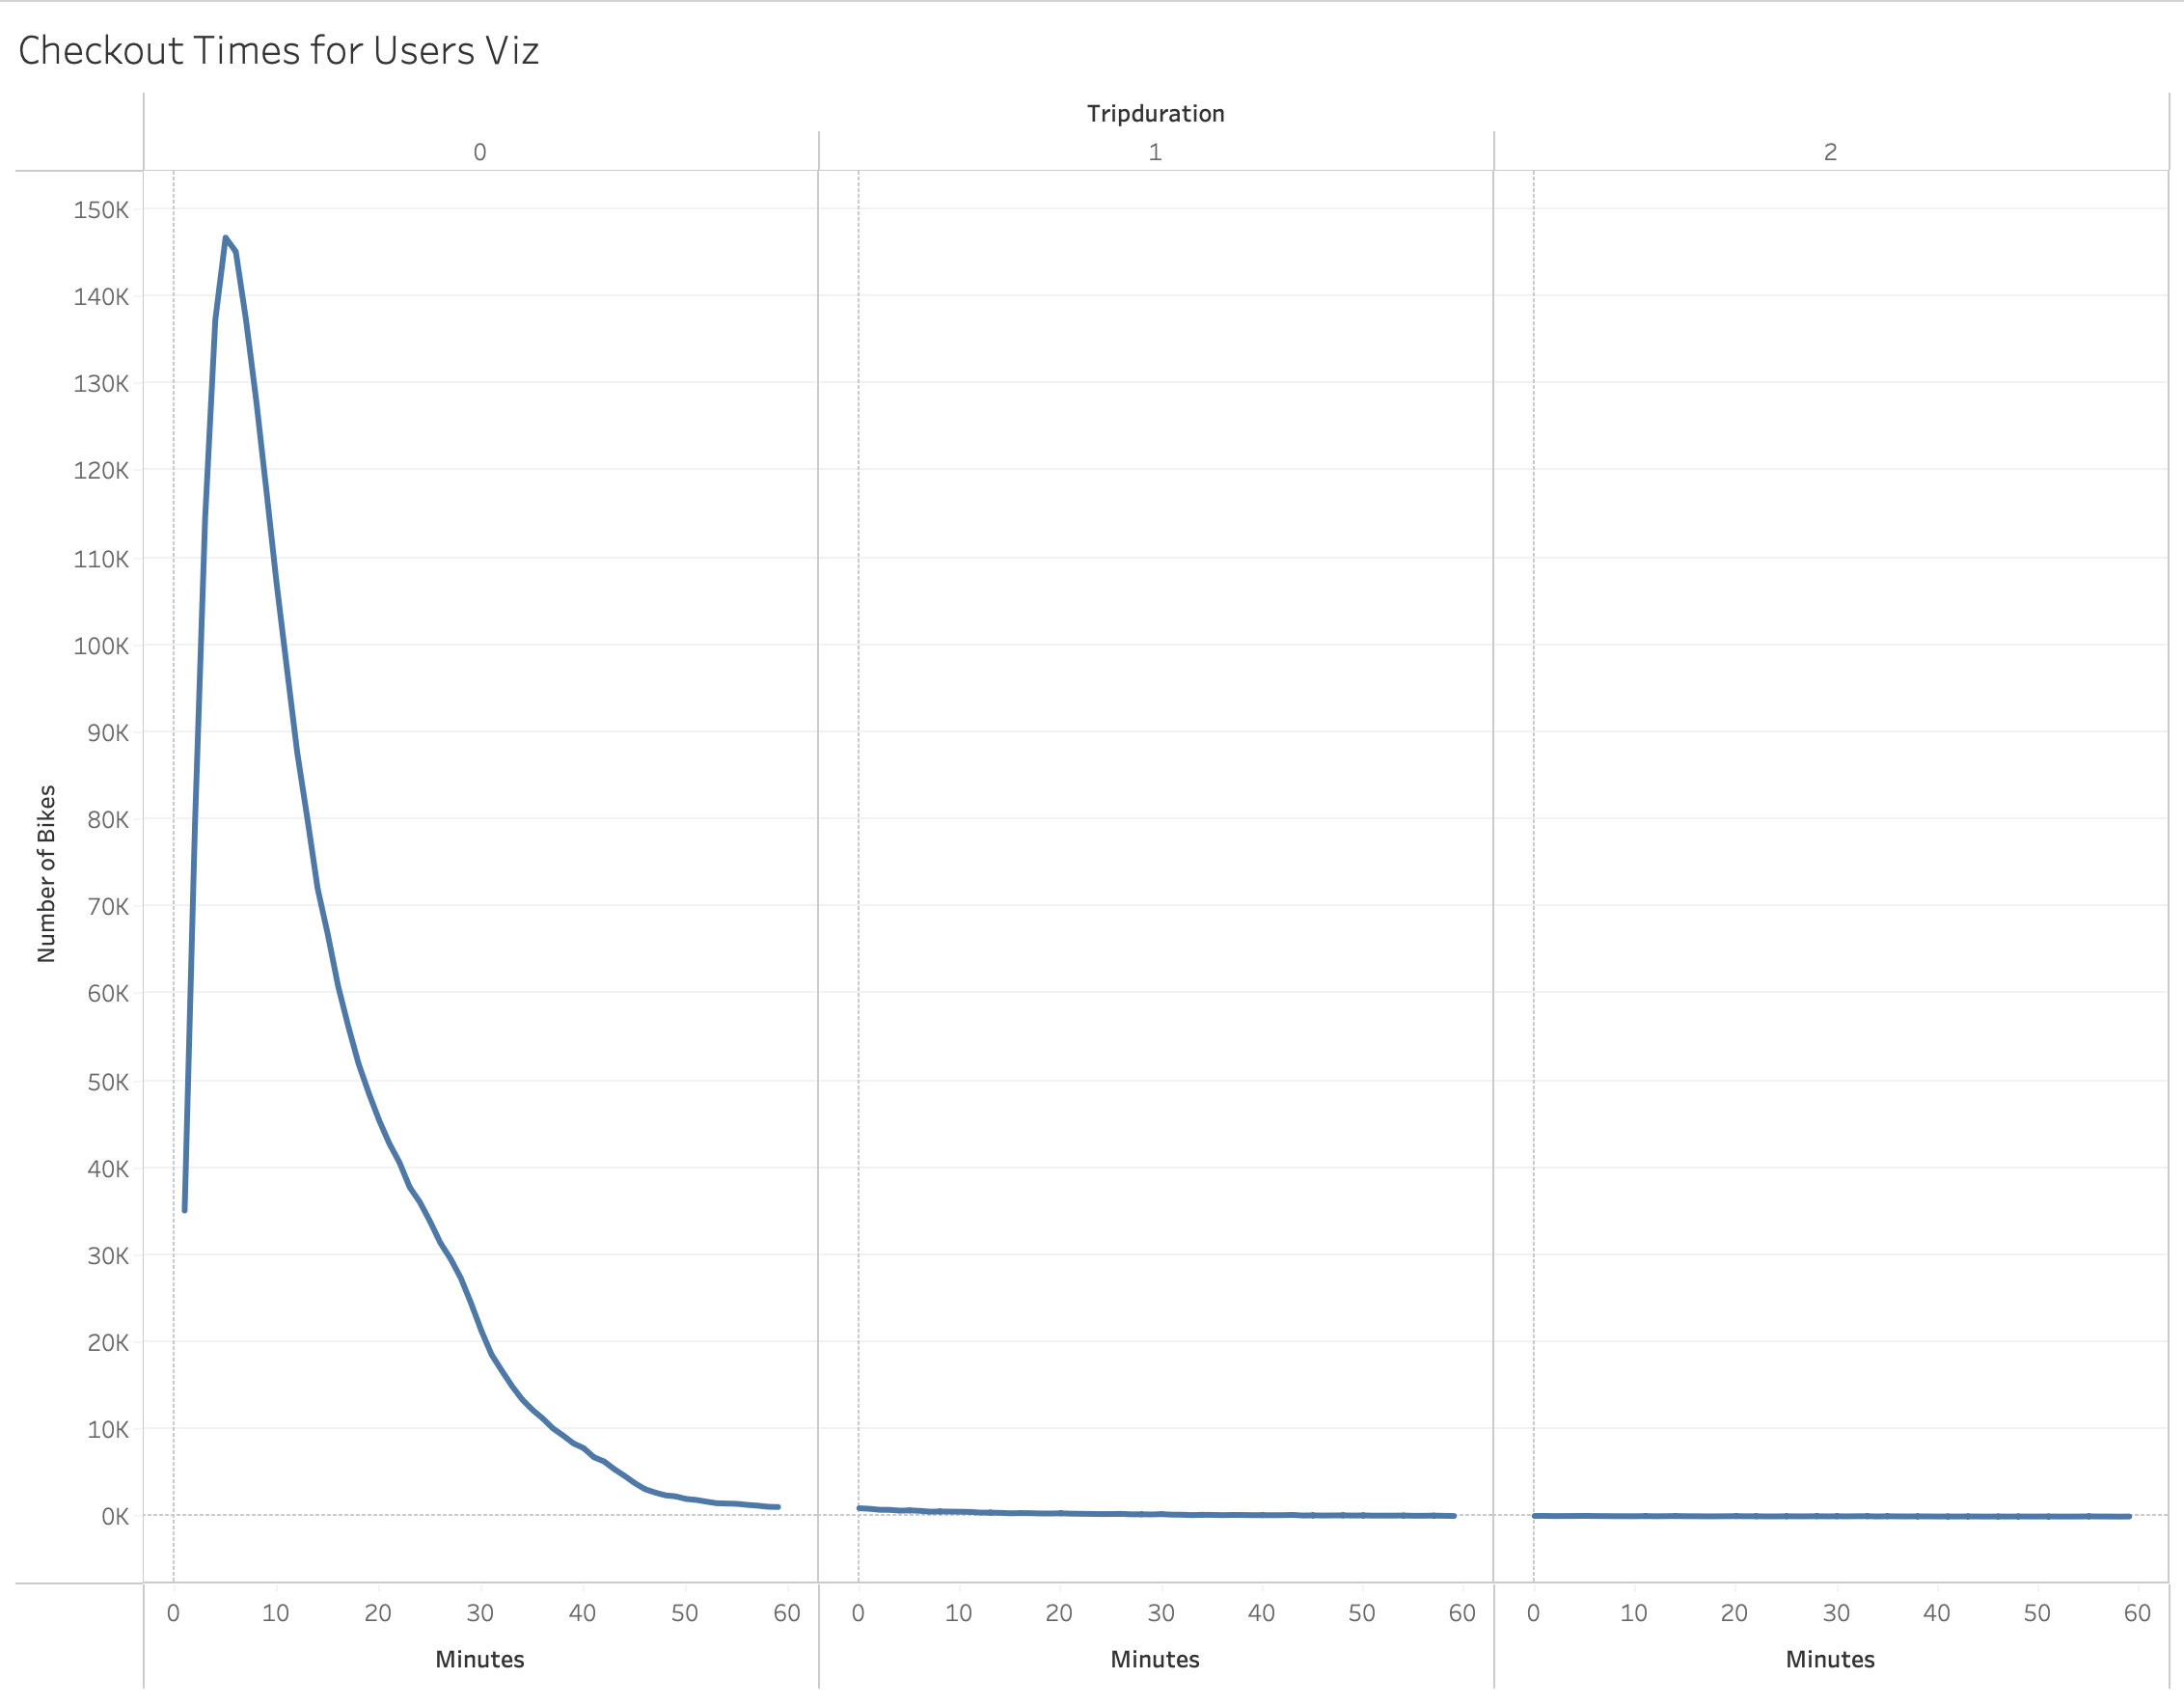 Checkout Times for Users Viz
Tripduration
0 1 2
150K
140K
130K
120K
110K
100K
90K
80K
70K
60K
50K
40K
30K
20K
10K
0K
Number of Bikes
0 10 20 30 40 50 60 0 10 20 30 40 50 60 0 10 20 30 40 50 60
Minutes Minutes Minutes